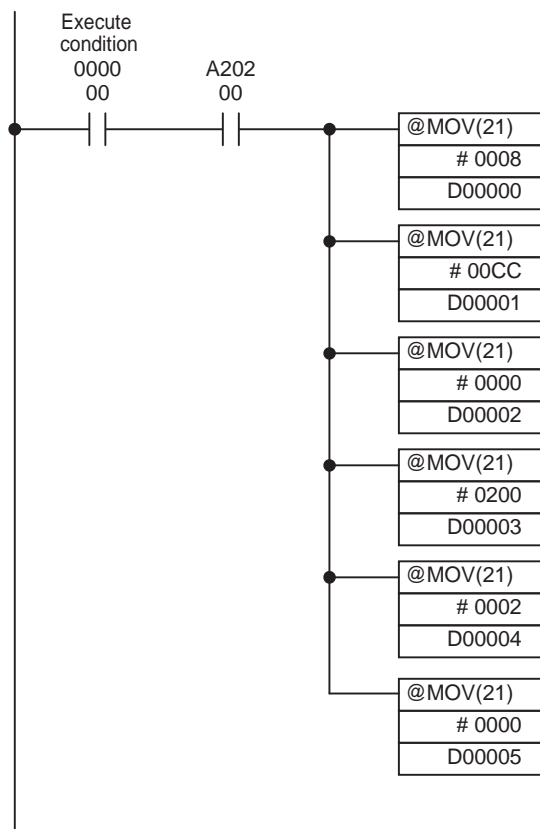 Execute
condition
0000 A202
00 00
@MOV(21)
# 0008
D00000
@MOV(21)
# 00CC
D00001
@MOV(21)
# 0000
D00002
@MOV(21)
# 0200
D00003
@MOV(21)
# 0002
D00004
@MOV(21)
# 0000
D00005